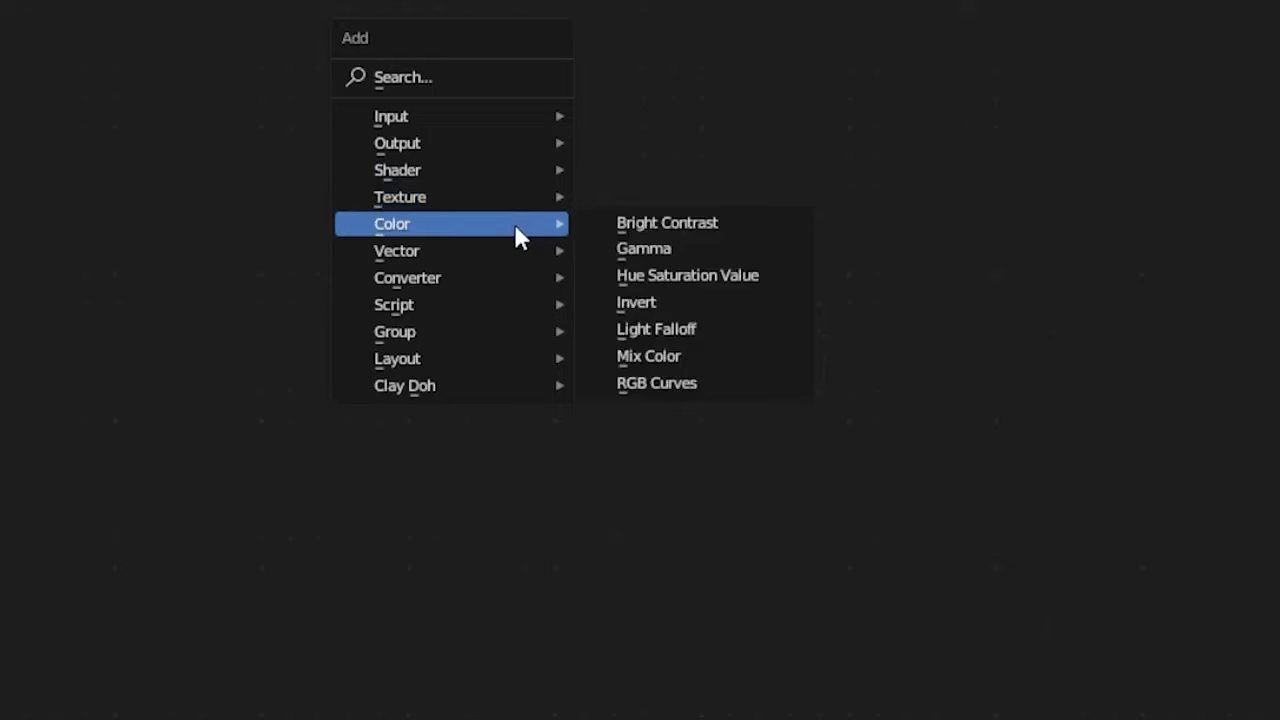 Add
Search...
Input
Output
Shader
Texture
Color
Vector
Converter
Script
Group
Layout
Clay Doh
Bright Contrast
Gamma
Hue Saturation Value
Invert
Light Falloff
Mix Color
RGB Curves